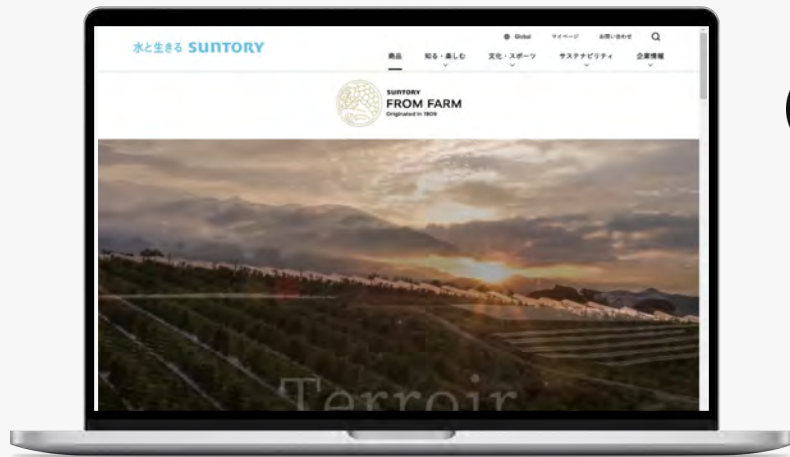 水と生きる SUNTORY
Global マイページ お問い合わせ
商品 知る・楽しむ 文化・スポーツ サステナビリティ 企業情報
SUNTORY
FROM FARM
Originated in 1909
Terroir